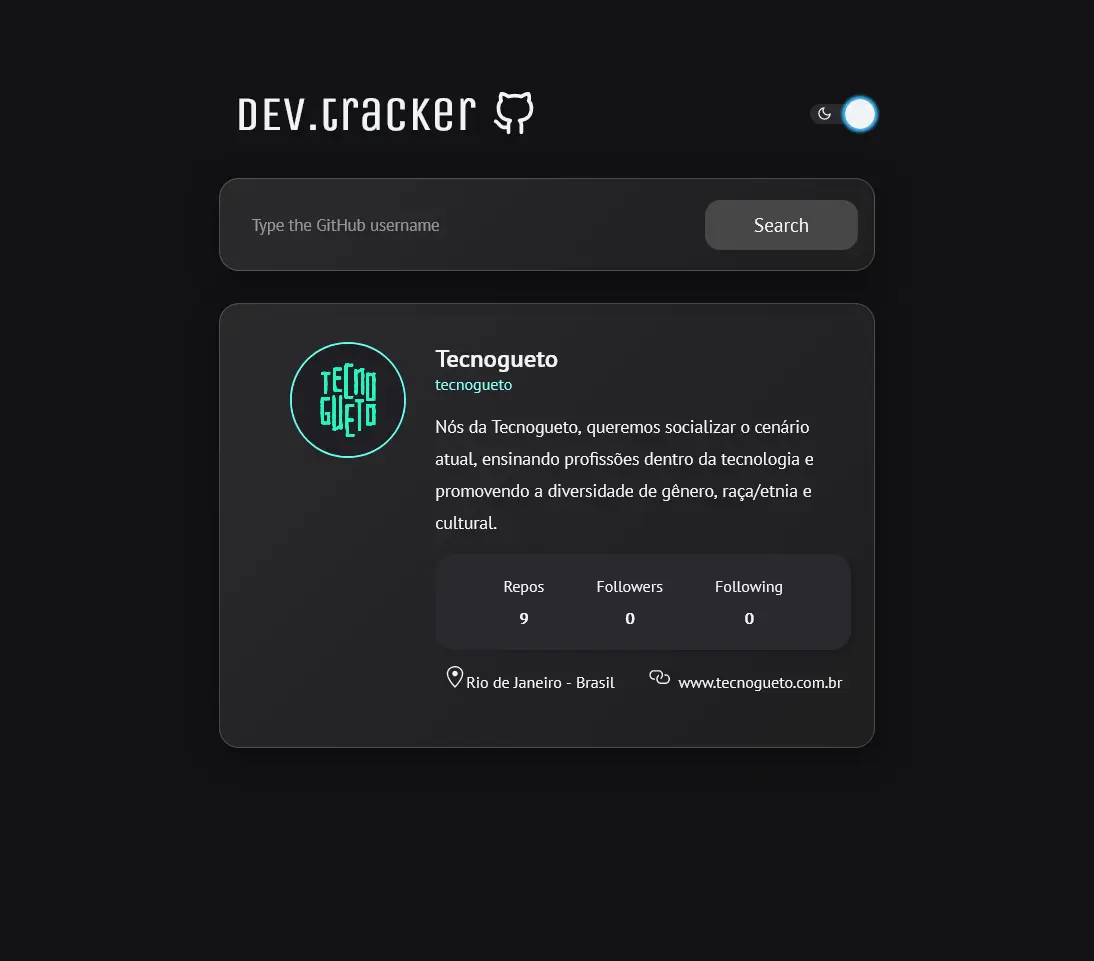 DEV.tracker
Type the GitHub username
Search
TECNO
GUETO
Tecnogueto
tecnogueto
Nós da Tecnogueto, queremos socializar o cenário
atual, ensinando profissões dentro da tecnologia e
promovendo a diversidade de gênero, raça/etnia e
cultural.
Repos Followers Following
9 0 0
Rio de Janeiro - Brasil www.tecnogueto.com.br